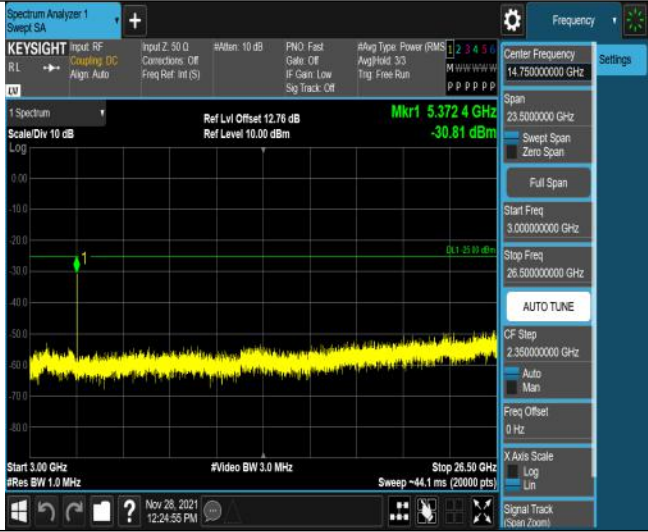 Spectrum Analyzer 1
Swept SA
+
Frequency
KEYSIGHT
Input: RF
Input Z: 50 Ω
#Atten: 10 dB
PNO: Fast
#Avg Type: Power (RMS
1 2 3 4 5 6
RL
Coupling: DC
Corrections: Off
Gate: Off
Avg|Hold: 3/3
M W W W W W
Align: Auto
Freq Ref: Int (S)
IF Gain: Low
Trig: Free Run
Sig Track: Off
P P P P P P
1 Spectrum
Ref Lvl Offset 12.76 dB
Mkr1 5.372 4 GHz
Scale/Div 10 dB
Ref Level 10.00 dBm
-30.81 dBm
Log
0.00
-10.0
-20.0
DL1 -25.00 dBm
1
-30.0
-40.0
-50.0
-60.0
-70.0
-80.0
Start 3.00 GHz
#Video BW 3.0 MHz
Stop 26.50 GHz
#Res BW 1.0 MHz
Sweep ~44.1 ms (20000 pts)
?
Nov 28, 2021
12:24:55 PM
Center Frequency
14.750000000 GHz
Settings
Span
23.5000000 GHz
Swept Span
Zero Span
Full Span
Start Freq
3.000000000 GHz
Stop Freq
26.500000000 GHz
AUTO TUNE
CF Step
2.350000000 GHz
Auto
Man
Freq Offset
0 Hz
X Axis Scale
Log
Lin
Signal Track
(Span Zoom)